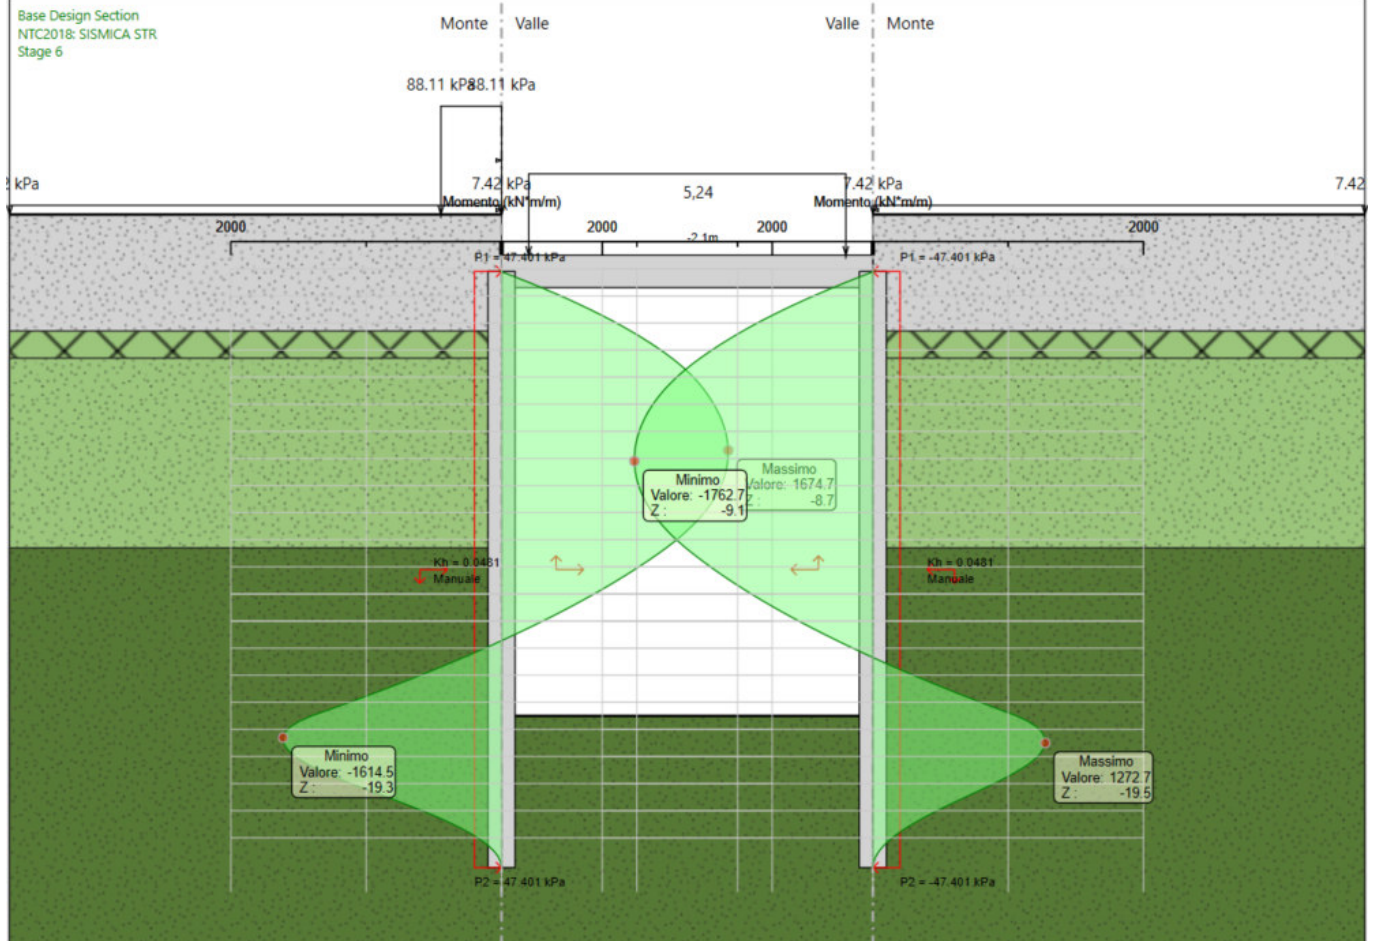 Base Design Section
NTC2018: SISMICA STR
Stage 6
Monte
Valle
Valle
Monte
88.11 kPa
88.11 kPa
kPa
7.42 kPa
5,24
7.42 kPa
7.42
Momento (kN*m/m)
Momento (kN*m/m)
2000
2000
-2.1m
2000
-2000
P1 = 47.401 kPa
P1 = -47.401 kPa
Minimo
Valore: -1762.7
Z : -9.1
Massimo
Valore: 1674.7
Z : -8.7
Kh = 0.0481
Manuale
Kh = 0.0481
Manuale
Minimo
Valore: -1614.5
Z : -19.3
Massimo
Valore: 1272.7
Z : -19.5
P2 = 47.401 kPa
P2 = -47.401 kPa